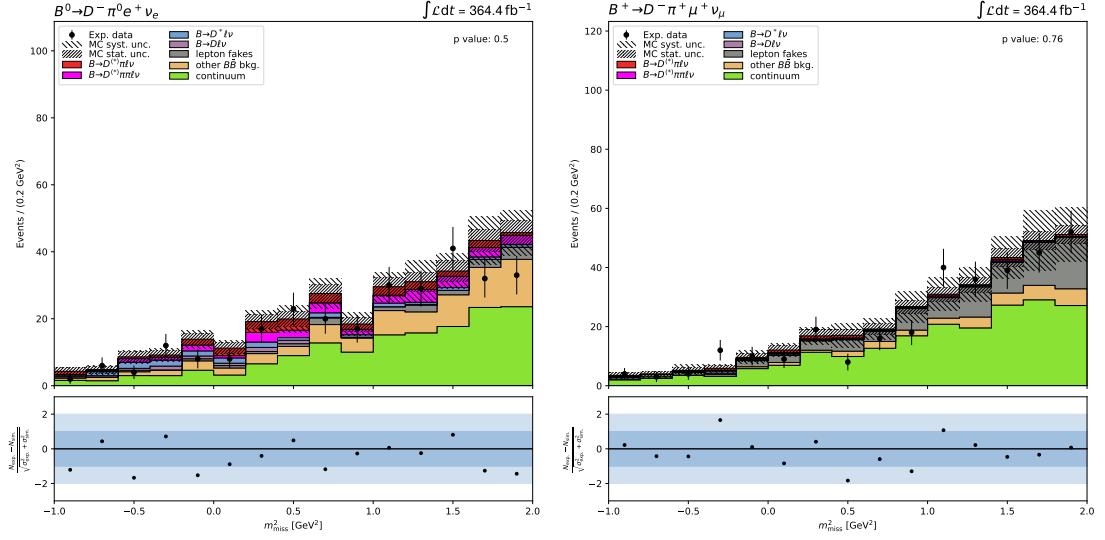 B⁰→D⁻π⁰e⁺ν_e
∫ℒdt = 364.4 fb⁻¹
Exp. data
MC syst. unc.
MC stat. unc.
B→D⁽*⁾πℓν
B→D⁽*⁾ππℓν
B→D*ℓν
B→Dℓν
lepton fakes
other BB̄ bkg.
continuum
p value: 0.5
Events / (0.2 GeV²)
100
80
60
40
20
0
(N_exp. − N_sim.) / √(σ²_exp. + σ²_sim.)
2
0
−2
−1.0 −0.5 0.0 0.5 1.0 1.5 2.0
m²_miss [GeV²]
B⁺→D⁻π⁺μ⁺ν_μ
∫ℒdt = 364.4 fb⁻¹
Exp. data
MC syst. unc.
MC stat. unc.
B→D⁽*⁾πℓν
B→D⁽*⁾ππℓν
B→D*ℓν
B→Dℓν
lepton fakes
other BB̄ bkg.
continuum
p value: 0.76
Events / (0.2 GeV²)
120
100
80
60
40
20
0
(N_exp. − N_sim.) / √(σ²_exp. + σ²_sim.)
2
0
−2
−1.0 −0.5 0.0 0.5 1.0 1.5 2.0
m²_miss [GeV²]